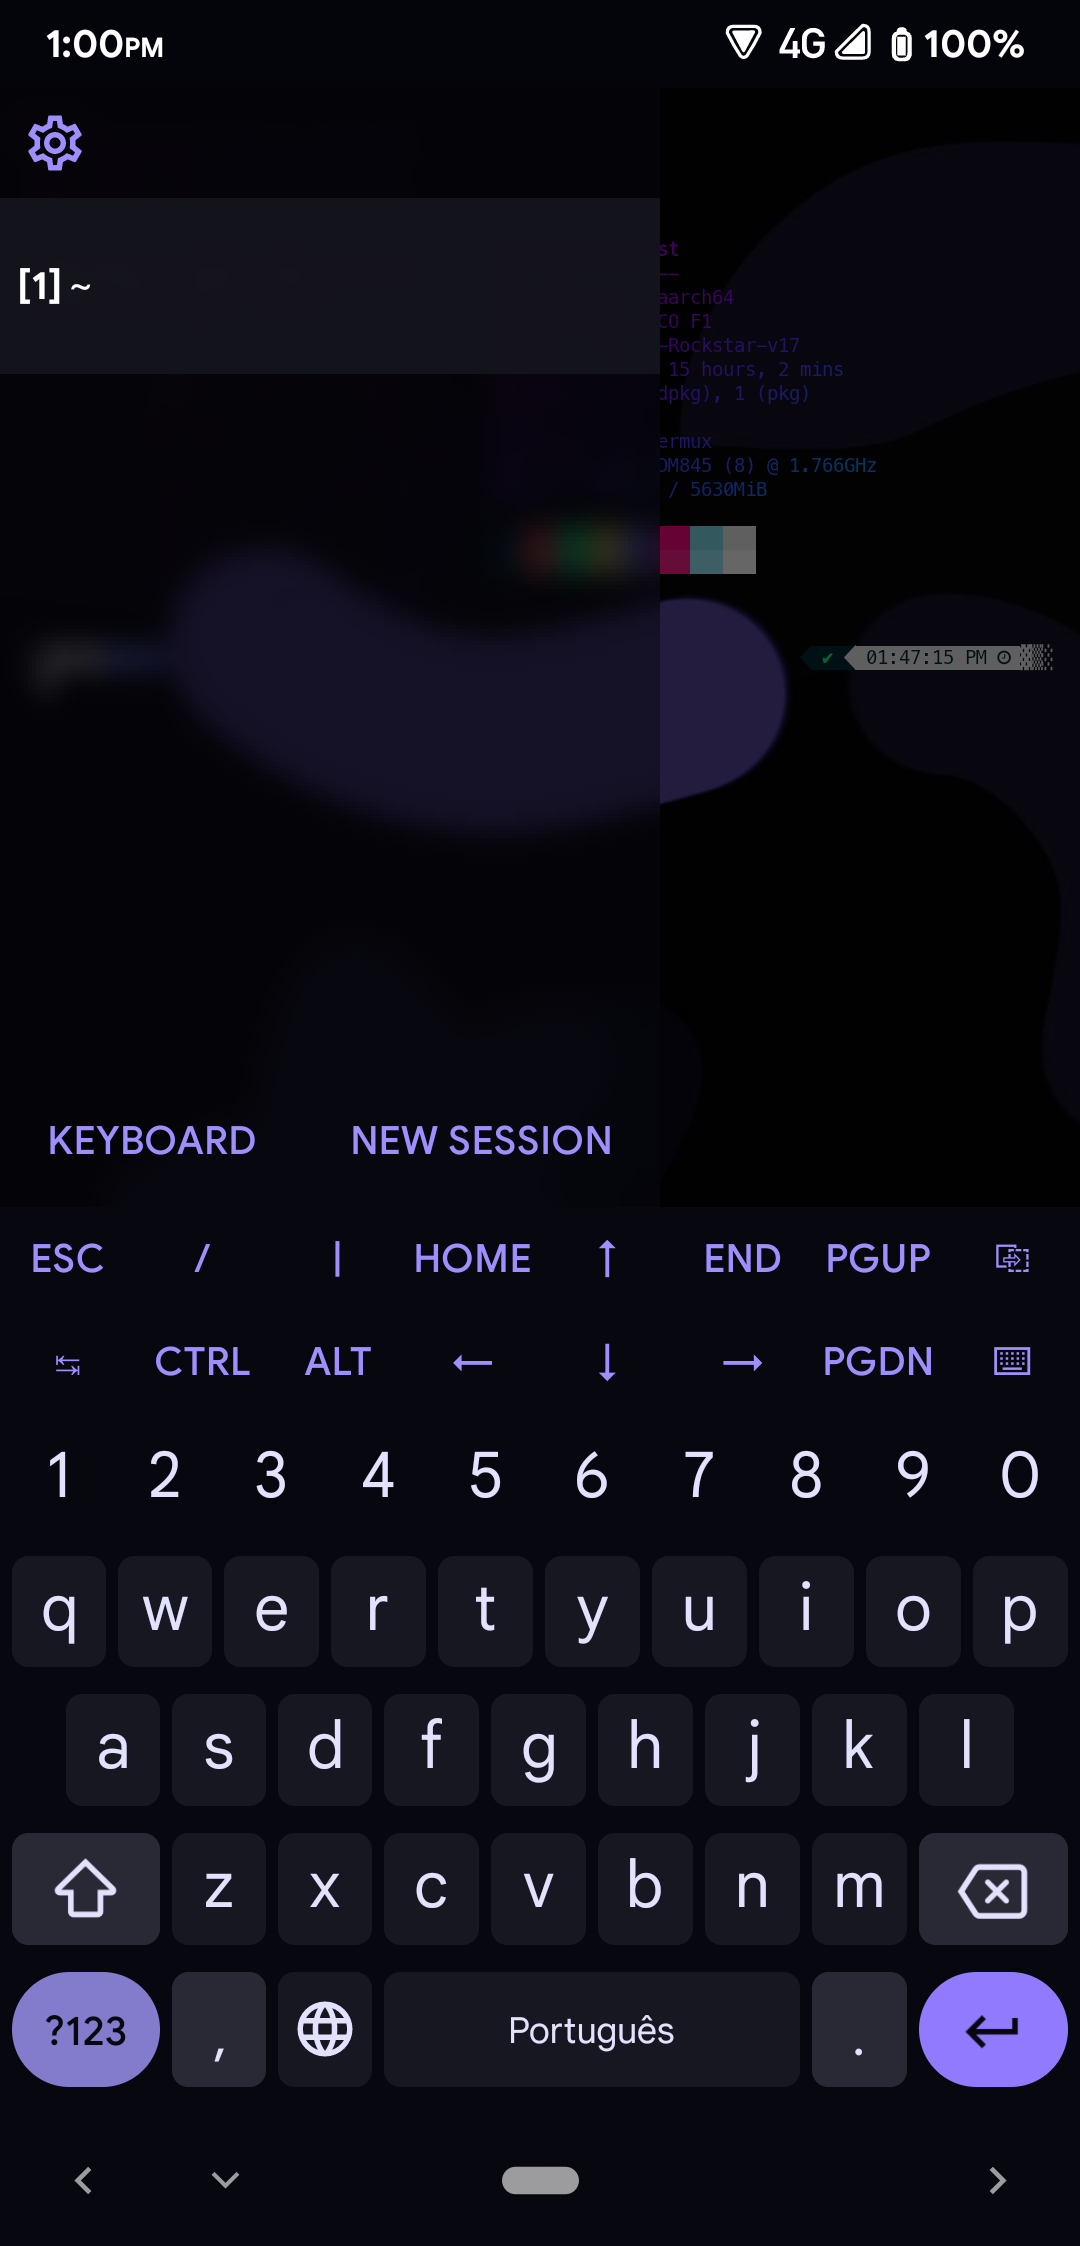 1:00PM 4G 100%
[1] ~
st
--
aarch64
CO F1
-Rockstar-v17
15 hours, 2 mins
dpkg), 1 (pkg)
ermux
DM845 (8) @ 1.766GHz
/ 5630MiB
✔ 01:47:15 PM
KEYBOARD NEW SESSION
ESC / | HOME ↑ END PGUP
↹ CTRL ALT ← ↓ → PGDN
1 2 3 4 5 6 7 8 9 0
q w e r t y u i o p
a s d f g h j k l
z x c v b n m
?123 , Português .